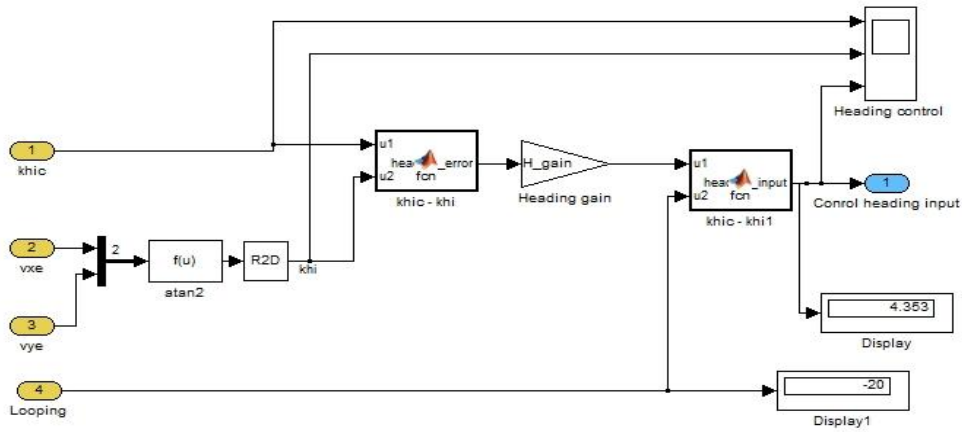 Heading control
1
khic
u1
u2
fcn
khic - khi
H_gain
Heading gain
u1
u2
fcn
khic - khi1
1
Conrol heading input
2
vxe
2
f(u)
atan2
R2D
khi
3
vye
4.353
Display
4
Looping
-20
Display1